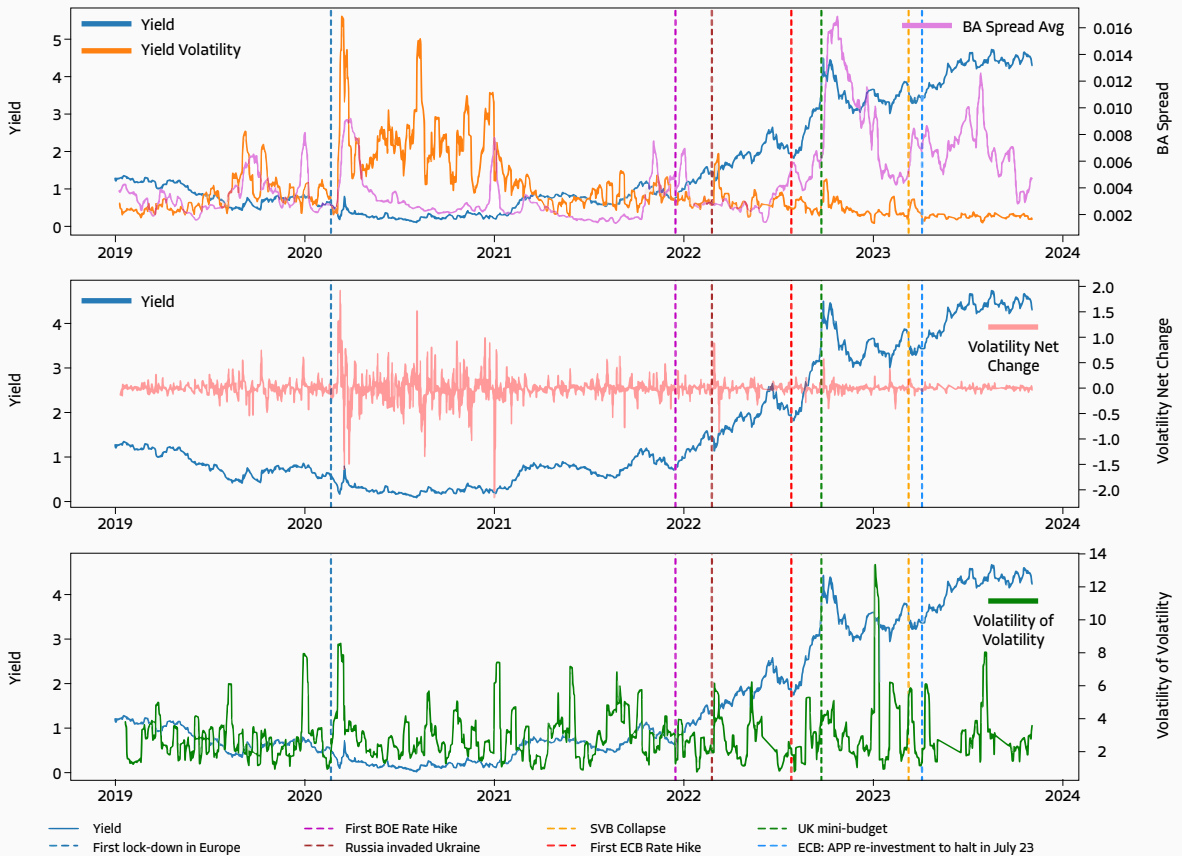 Yield
Yield Volatility
BA Spread Avg
Yield
0
1
2
3
4
5
BA Spread
0.002
0.004
0.006
0.008
0.010
0.012
0.014
0.016
2019 2020 2021 2022 2023 2024
Yield
Volatility Net
Change
Yield
0
1
2
3
4
Volatility Net Change
2.0
1.5
1.0
0.5
0.0
-0.5
-1.0
-1.5
-2.0
2019 2020 2021 2022 2023 2024
Volatility of
Volatility
Yield
0
1
2
3
4
Volatility of Volatility
14
12
10
8
6
4
2
2019 2020 2021 2022 2023 2024
Yield First BOE Rate Hike SVB Collapse UK mini-budget
First lock-down in Europe Russia invaded Ukraine First ECB Rate Hike ECB: APP re-investment to halt in July 23